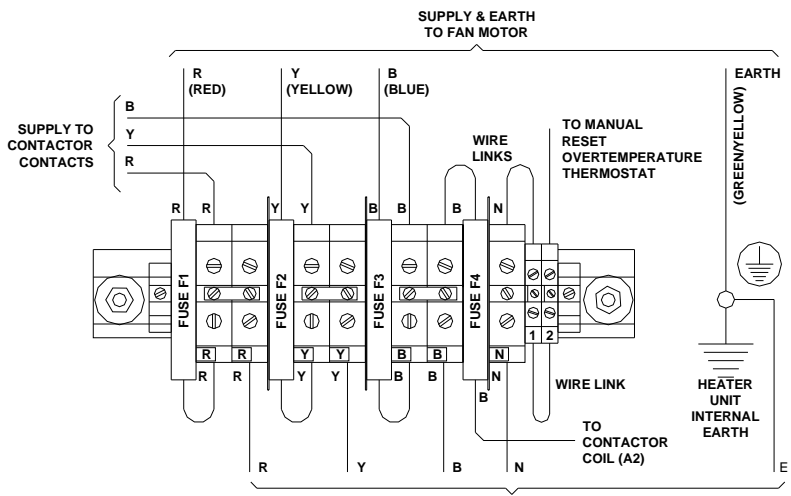 SUPPLY & EARTH
TO FAN MOTOR
R
(RED)
Y
(YELLOW)
B
(BLUE)
EARTH
(GREEN/YELLOW)
SUPPLY TO
CONTACTOR
CONTACTS
B
Y
R
WIRE
LINKS
TO MANUAL
RESET
OVERTEMPERATURE
THERMOSTAT
R R Y Y B B B N
FUSE F1
FUSE F2
FUSE F3
FUSE F4
1 2
R R Y Y B B N
R R Y Y B B B N
WIRE LINK
TO
CONTACTOR
COIL (A2)
HEATER
UNIT
INTERNAL
EARTH
R Y B N E